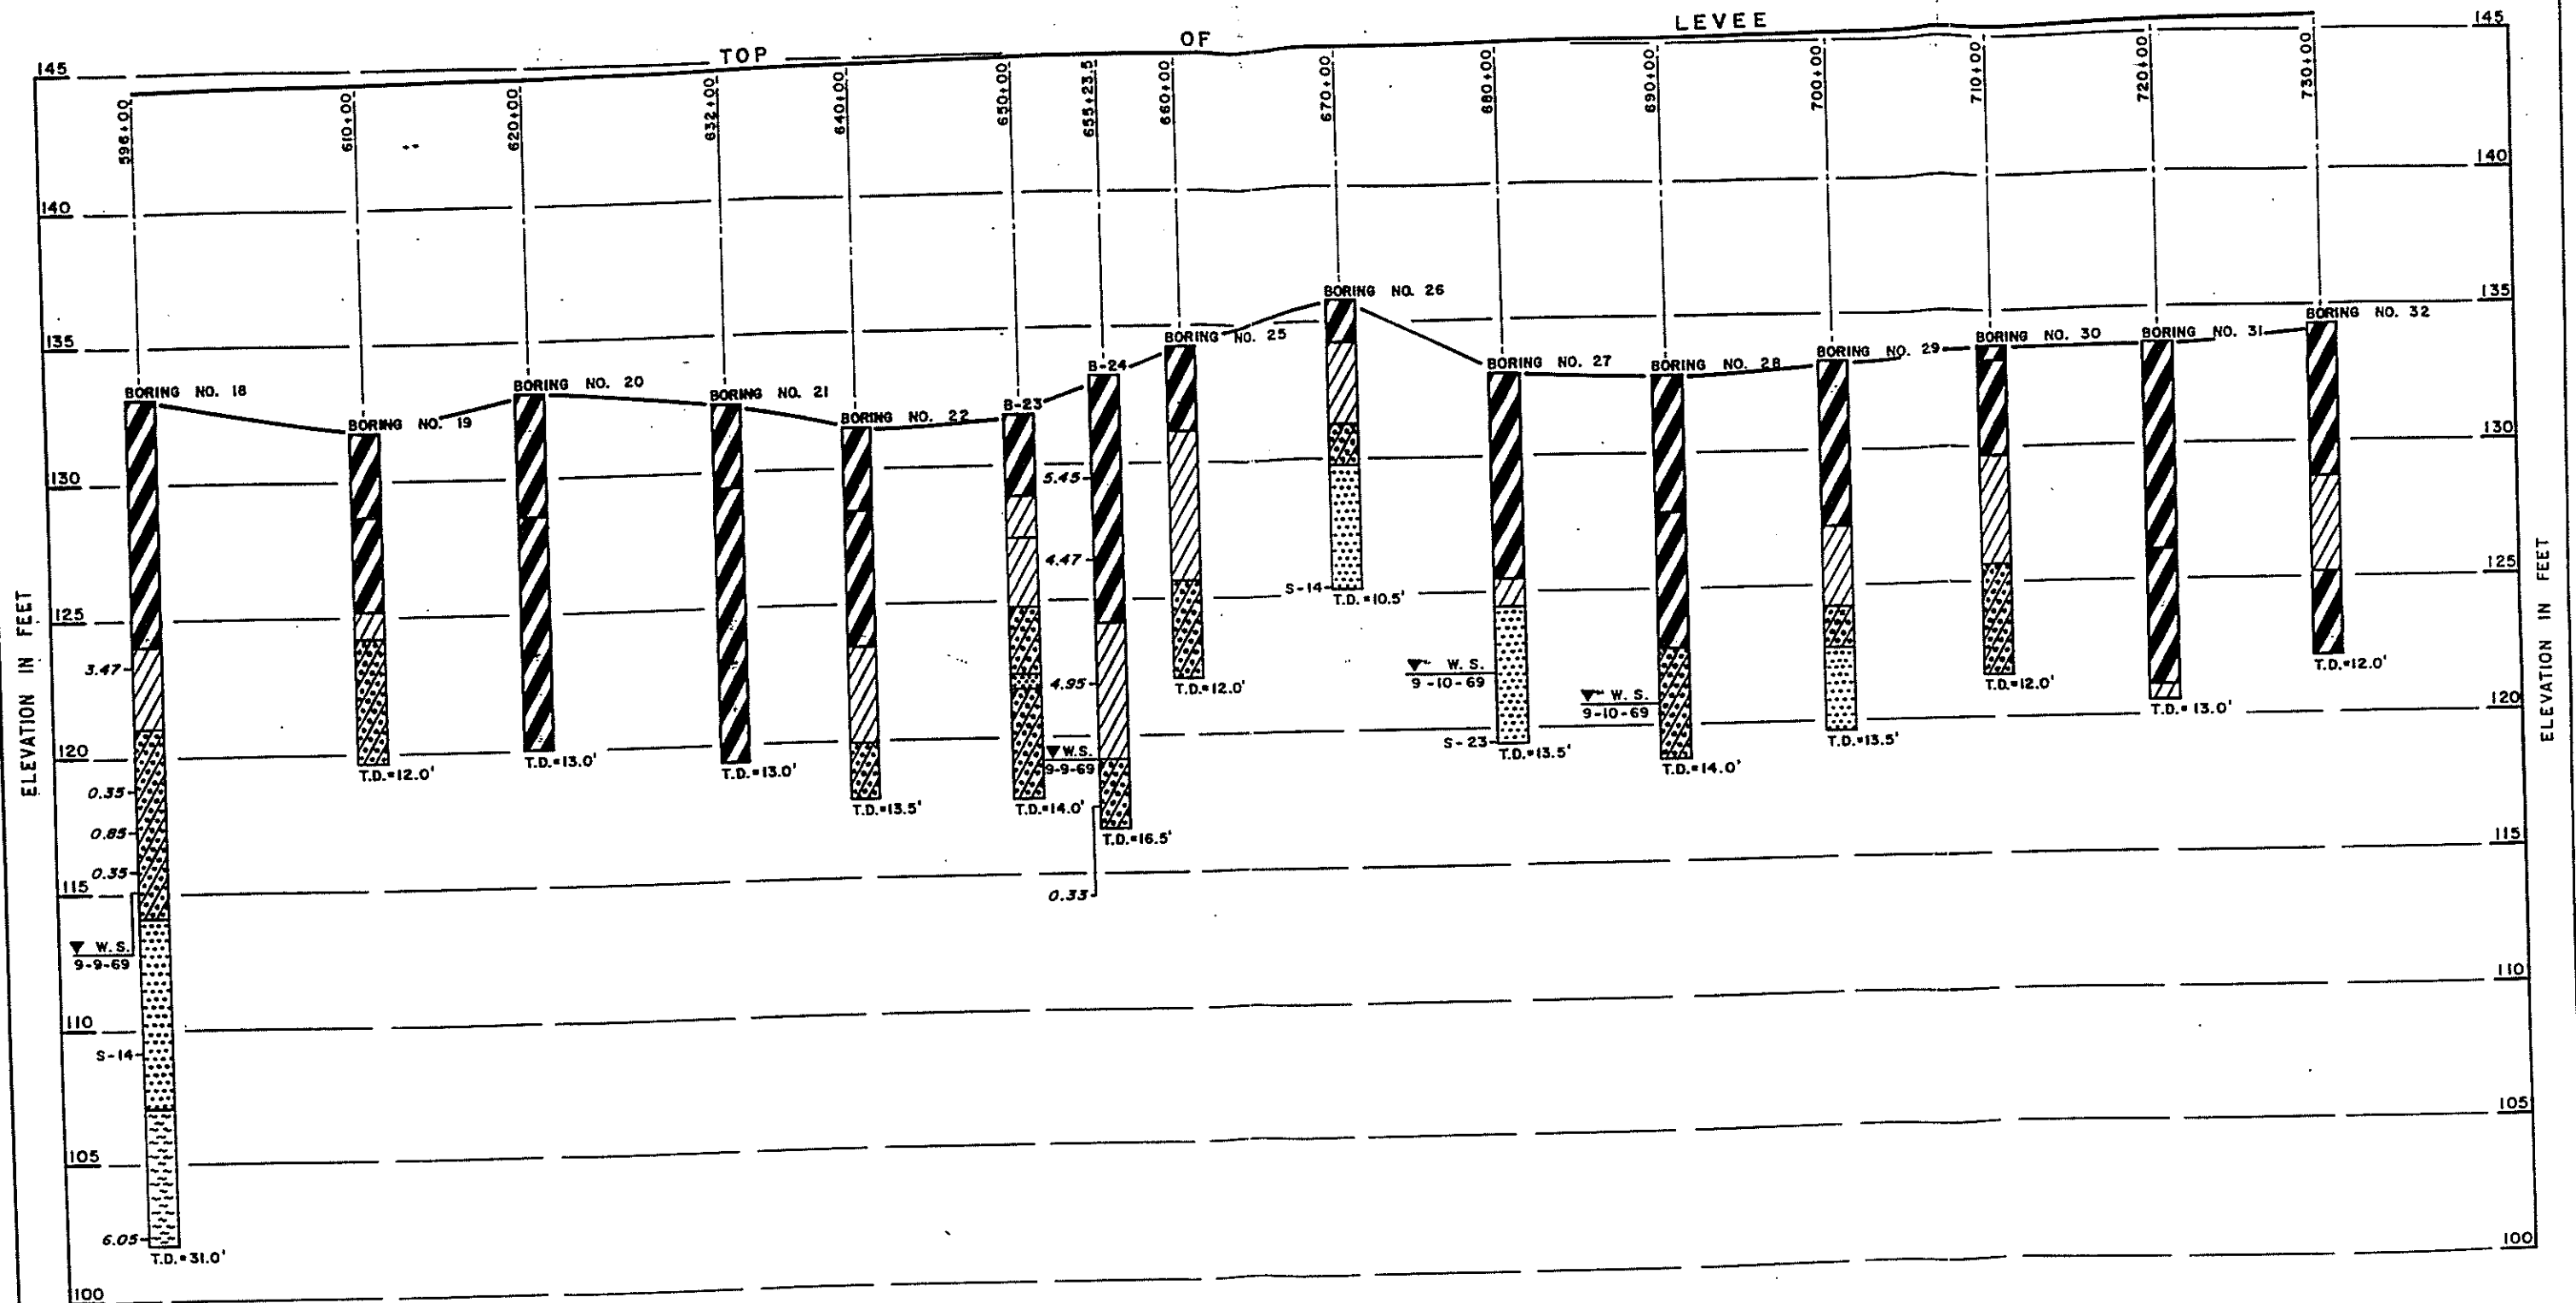 TOP OF LEVEE
145 145
596+00 610+00 620+00 632+00 640+00 650+00 655+23.5 660+00 670+00 680+00 690+00 700+00 710+00 720+00 730+00
140 140
135 135
BORING NO. 18
BORING NO. 19
BORING NO. 20
BORING NO. 21
BORING NO. 22
B-23
B-24
BORING NO. 25
BORING NO. 26
BORING NO. 27
BORING NO. 28
BORING NO. 29
BORING NO. 30
BORING NO. 31
BORING NO. 32
130 130
5.45
4.47
S-14
T.D.=10.5'
125 125
ELEVATION IN FEET
ELEVATION IN FEET
3.47
4.95
W.S.
9-10-69
W.S.
9-10-69
T.D.=12.0'
T.D.=12.0'
T.D.=12.0'
T.D.=13.0'
120 120
T.D.=12.0'
T.D.=13.0'
T.D.=13.0'
W.S.
9-9-69
S-23
T.D.=13.5'
T.D.=14.0'
T.D.=13.5'
0.35
T.D.=13.5'
T.D.=14.0'
0.85
T.D.=16.5'
0.35
115 115
0.33
W.S.
9-9-69
110 110
S-14
105 105
6.05
T.D.=31.0'
100 100